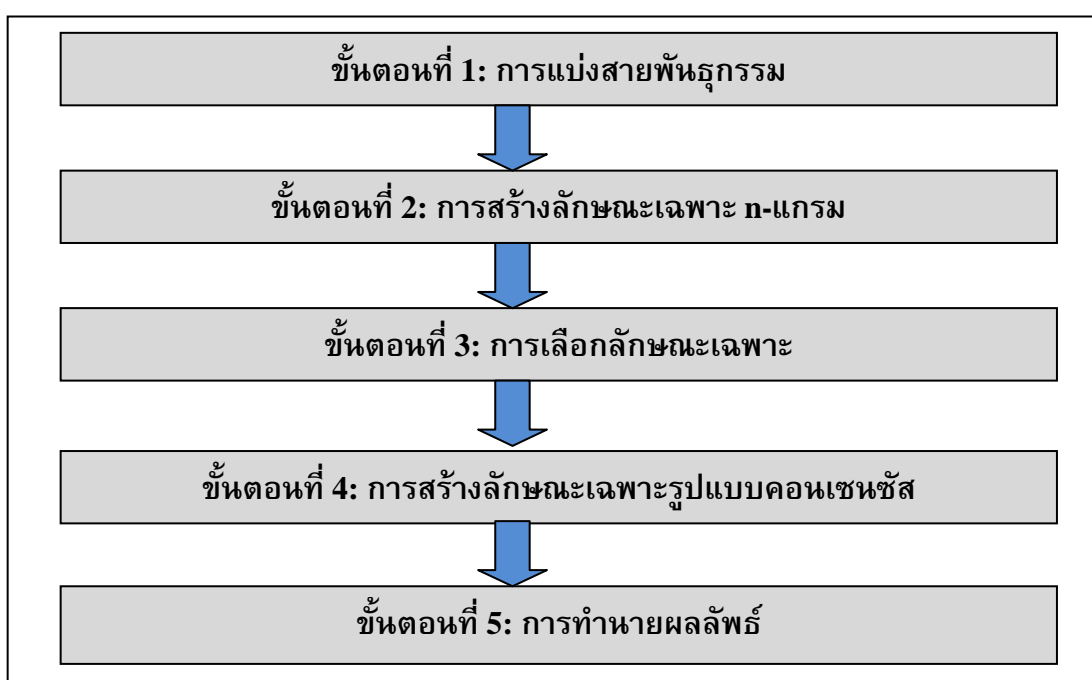 ขั้นตอนที่ 1: การแบ่งสายพันธุกรรม
ขั้นตอนที่ 2: การสร้างลักษณะเฉพาะ n-แกรม
ขั้นตอนที่ 3: การเลือกลักษณะเฉพาะ
ขั้นตอนที่ 4: การสร้างลักษณะเฉพาะรูปแบบคอนเซนซัส
ขั้นตอนที่ 5: การทำนายผลลัพธ์